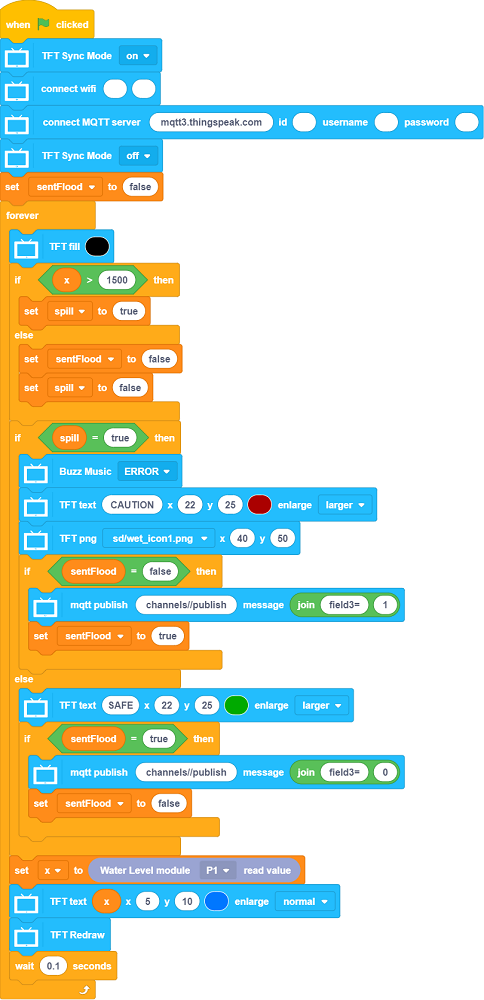 when clicked
TFT Sync Mode on
connect wifi
connect MQTT server mqtt3.thingspeak.com id username password
TFT Sync Mode off
set sentFlood to false
forever
TFT fill
if x > 1500 then
set spill to true
else
set sentFlood to false
set spill to false
if spill = true then
Buzz Music ERROR
TFT text CAUTION x 22 y 25 enlarge larger
TFT png sd/wet_icon1.png x 40 y 50
if sentFlood = false then
mqtt publish channels//publish message join field3= 1
set sentFlood to true
else
TFT text SAFE x 22 y 25 enlarge larger
if sentFlood = true then
mqtt publish channels//publish message join field3= 0
set sentFlood to false
set x to Water Level module P1 read value
TFT text x x 5 y 10 enlarge normal
TFT Redraw
wait 0.1 seconds